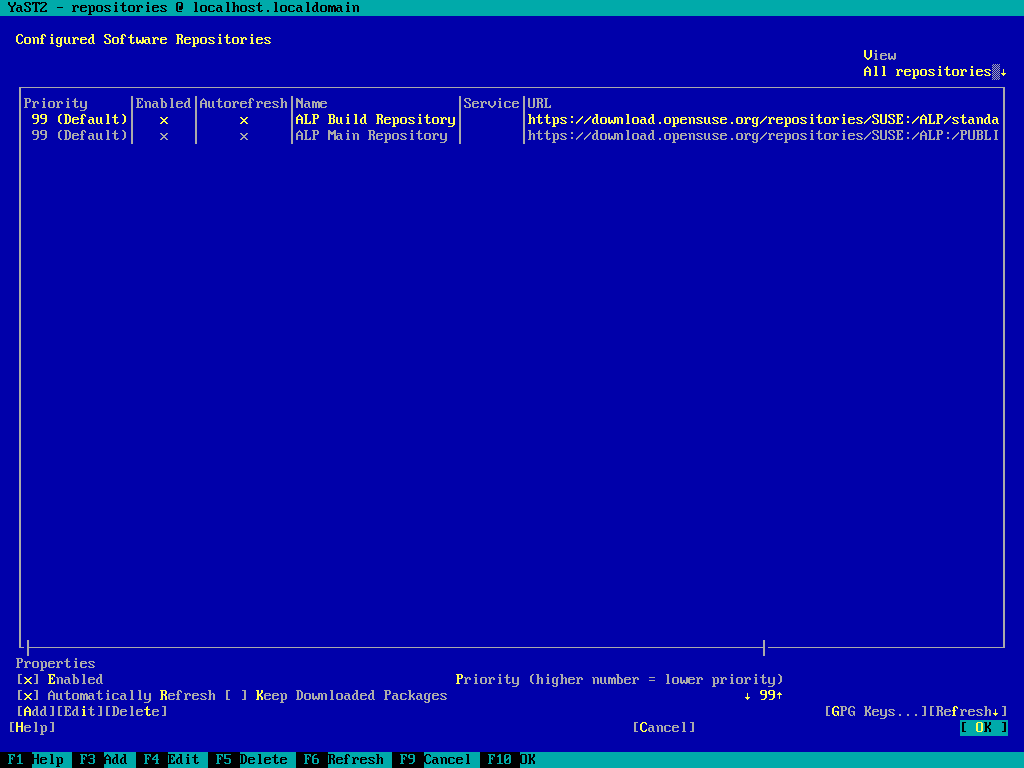 YaST2 - repositories @ localhost.localdomain
Configured Software Repositories
View
All repositories↓
Priority |Enabled|Autorefresh|Name |Service|URL
99 (Default)| x | x |ALP Build Repository| |https://download.opensuse.org/repositories/SUSE:/ALP/standa
99 (Default)| x | x |ALP Main Repository | |https://download.opensuse.org/repositories/SUSE:/ALP:/PUBLI
Properties
[x] Enabled Priority (higher number = lower priority)
[x] Automatically Refresh [ ] Keep Downloaded Packages ↓ 99↑
[Add][Edit][Delete] [GPG Keys...][Refresh↓]
[Help] [Cancel] [ OK ]
F1 Help F3 Add F4 Edit F5 Delete F6 Refresh F9 Cancel F10 OK